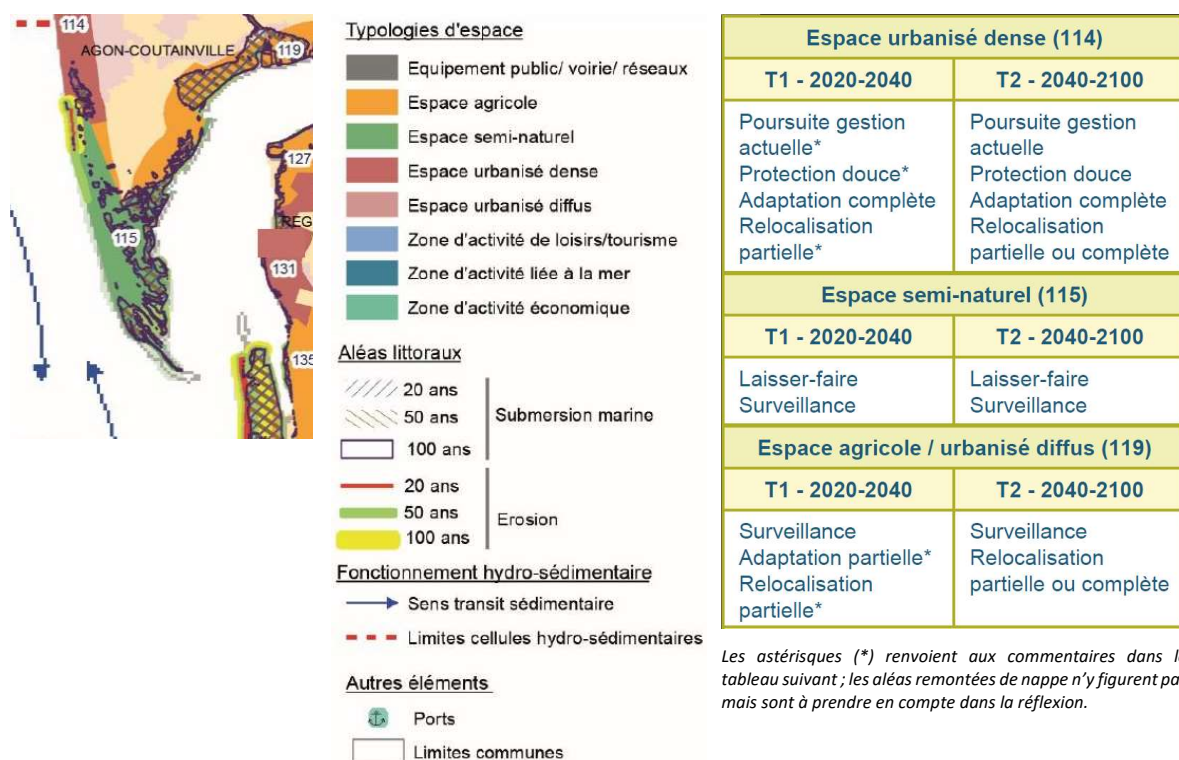 114
AGON-COUTAINVILLE
119
127
REG
115
131
135
Typologies d'espace
Equipement public/ voirie/ réseaux
Espace agricole
Espace semi-naturel
Espace urbanisé dense
Espace urbanisé diffus
Zone d'activité de loisirs/tourisme
Zone d'activité liée à la mer
Zone d'activité économique
Aléas littoraux
20 ans
50 ans
100 ans
Submersion marine
20 ans
50 ans
100 ans
Erosion
Fonctionnement hydro-sédimentaire
Sens transit sédimentaire
Limites cellules hydro-sédimentaires
Autres éléments
Ports
Limites communes
Espace urbanisé dense (114)
T1 - 2020-2040 T2 - 2040-2100
Poursuite gestion
actuelle*
Protection douce*
Adaptation complète
Relocalisation
partielle*
Poursuite gestion
actuelle
Protection douce
Adaptation complète
Relocalisation
partielle ou complète
Espace semi-naturel (115)
T1 - 2020-2040 T2 - 2040-2100
Laisser-faire
Surveillance
Laisser-faire
Surveillance
Espace agricole / urbanisé diffus (119)
T1 - 2020-2040 T2 - 2040-2100
Surveillance
Adaptation partielle*
Relocalisation
partielle*
Surveillance
Relocalisation
partielle ou complète
Les astérisques (*) renvoient aux commentaires dans l
tableau suivant ; les aléas remontées de nappe n'y figurent pa
mais sont à prendre en compte dans la réflexion.